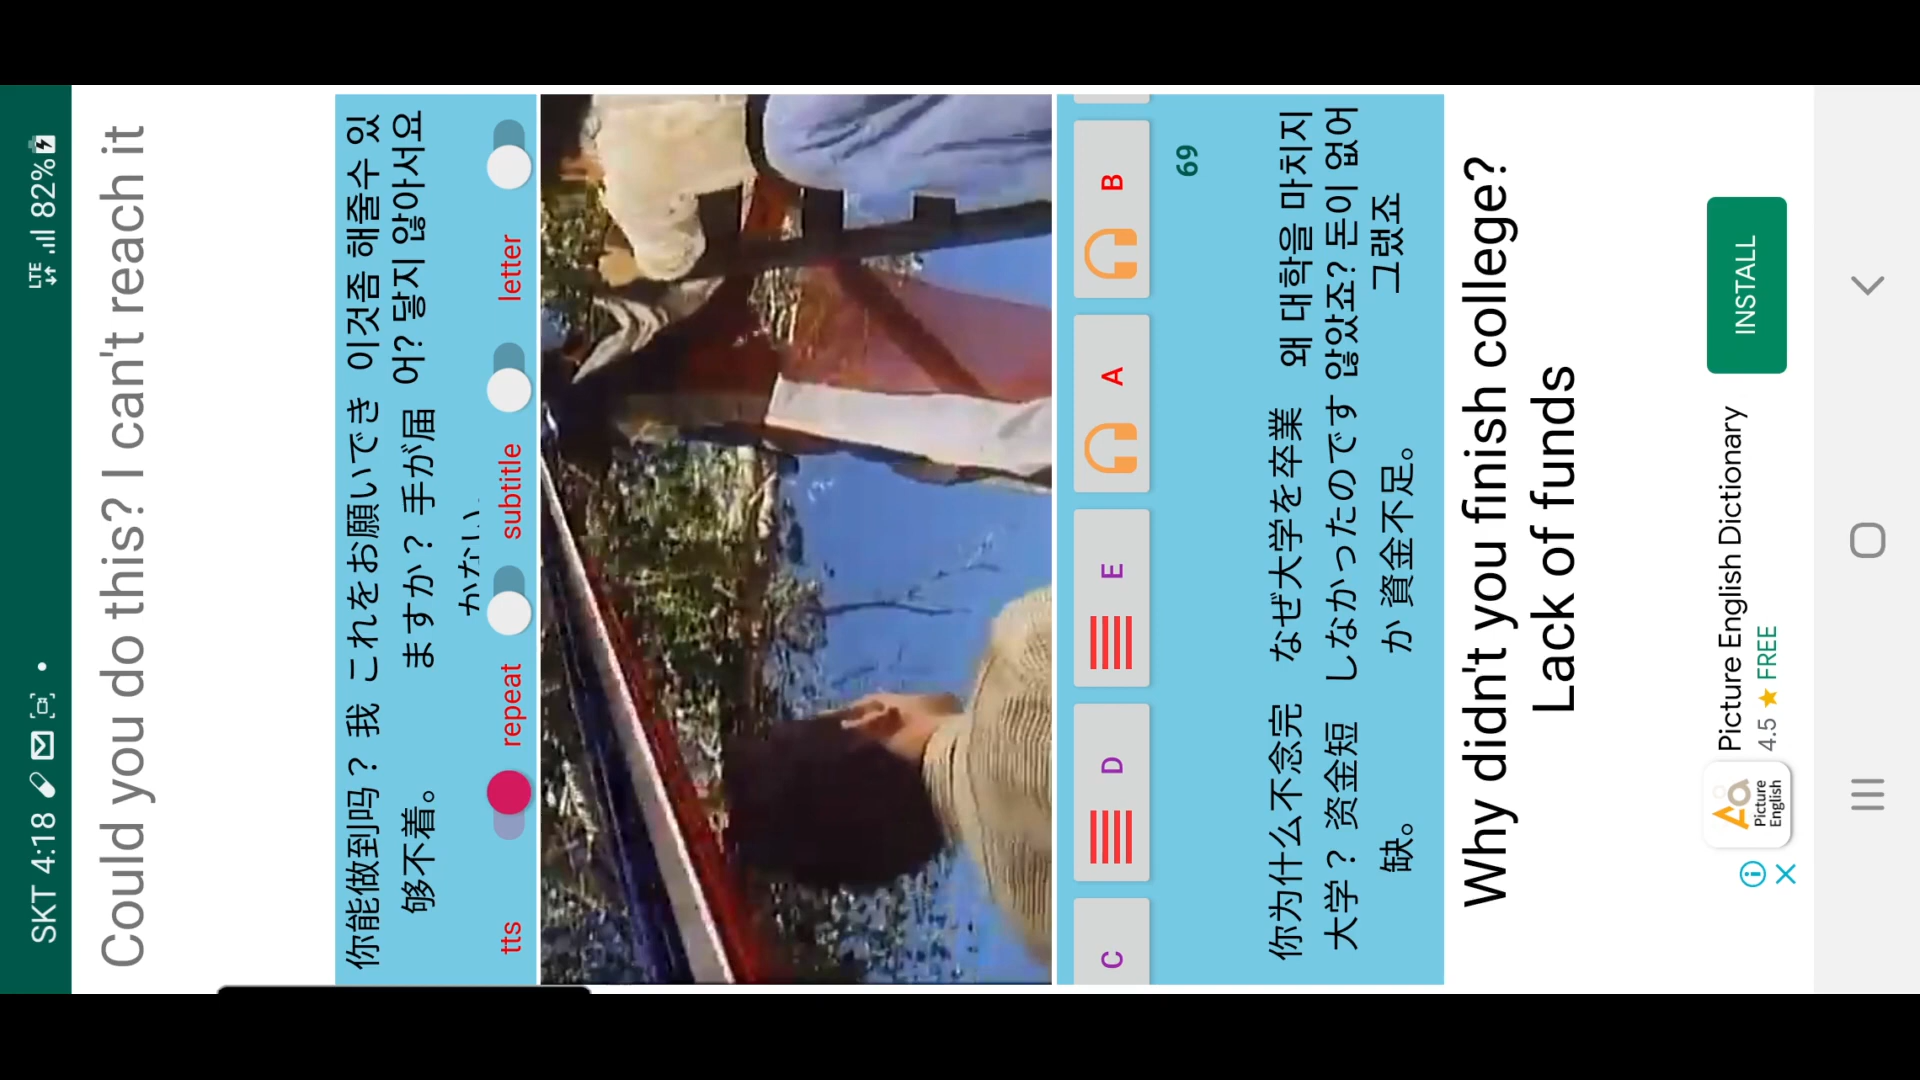 SKT 4:18
LTE
82%
Could you do this? I can't reach it
你能做到吗？我
够不着。
これをお願いでき
ますか？手が届
かない。
이것좀 해줄수 있
어? 닿지 않아서요
tts
repeat
subtitle
letter
C
D
E
A
B
69
你为什么不念完
大学？资金短
缺。
なぜ大学を卒業
しなかったのです
か 資金不足。
왜 대학을 마치지
않았죠? 돈이 없어
그랬죠
Why didn't you finish college?
Lack of funds
Picture
English
Picture English Dictionary
4.5 ★ FREE
INSTALL